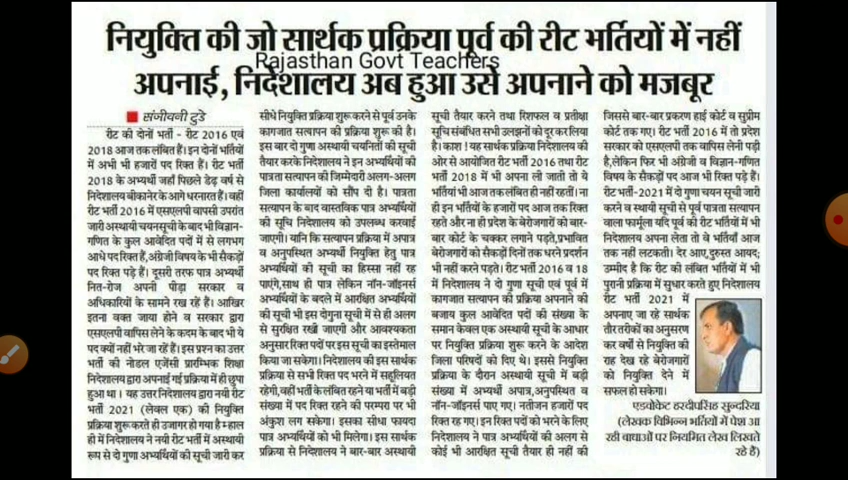 नियुक्ति की जो सार्थक प्रक्रिया पूर्व की रीट भर्तियों में नहीं
Rajasthan Govt Teachers
अपनाई, निदेशालय अब हुआ उसे अपनाने को मजबूर
संजीवनी टुडे
रीट की दोनों भर्ती - रीट 2016 एवं
2018 आज तक लंबित हैं। इन दोनों भर्तियों
में अभी भी हजारों पद रिक्त हैं। रीट भर्ती
2018 के अभ्यर्थी जहाँ पिछले डेढ़ वर्ष से
निदेशालय बीकानेर के आगे धरनारत हैं। वहीं
रीट भर्ती 2016 में एसएलपी वापसी उपरांत
जारी अस्थायी चयनसूची के बाद भी विज्ञान-
गणित के कुल आवेदित पदों में से लगभग
आधे पद रिक्त हैं,अंग्रेजी विषय के भी सैकड़ों
पद रिक्त पड़े हैं। दूसरी तरफ पात्र अभ्यर्थी
नित-रोज अपनी पीड़ा सरकार व
अधिकारियों के सामने रख रहे हैं। आखिर
इतना वक्त जाया होने व सरकार द्वारा
एसएलपी वापिस लेने के कदम के बाद भी ये
पद क्यों नहीं भरे जा रहें हैं। इस प्रश्न का उत्तर
भर्ती की नोडल एजेंसी प्रारम्भिक शिक्षा
निदेशालय द्वारा अपनाई गई प्रक्रिया में ही छुपा
हुआ था । यह उत्तर निदेशालय द्वारा नयी रीट
भर्ती 2021 (लेवल एक) की नियुक्ति
प्रक्रिया शुरू करते ही उजागर हो गया है। हाल
ही में निदेशालय ने नयी रीट भर्ती में अस्थायी
रूप से दो गुणा अभ्यर्थियों की सूची जारी कर
सीधे नियुक्ति प्रक्रिया शुरू करने से पूर्व उनके
कागजात सत्यापन की प्रक्रिया शुरू की है।
इस बार दो गुणा अस्थायी चयनितों की सूची
तैयार करके निदेशालय ने इन अभ्यर्थियों की
पात्रता सत्यापन की जिम्मेदारी अलग-अलग
जिला कार्यालयों को सौंप दी है। पात्रता
सत्यापन के बाद वास्तविक पात्र अभ्यर्थियों
की सूचि निदेशालय को उपलब्ध करवाई
जाएगी। यानि कि सत्यापन प्रक्रिया में अपात्र
व अनुपस्थित अभ्यर्थी नियुक्ति हेतु पात्र
अभ्यर्थियों की सूची का हिस्सा नहीं रह
पाएंगे,साथ ही पात्र लेकिन नॉन-जॉइनर्स
अभ्यर्थियों के बदले में आरक्षित अभ्यर्थियों
की सूची भी इस दोगुना सूची में से ही अलग
से सुरक्षित रखी जाएगी और आवश्यकता
अनुसार रिक्त पदों पर इस सूची का इस्तेमाल
किया जा सकेगा। निदेशालय की इस सार्थक
प्रक्रिया से सभी रिक्त पद भरने में सहूलियत
रहेगी,वहीं भर्ती के लंबित रहने या भर्ती में बड़ी
संख्या में पद रिक्त रहने की परम्परा पर भी
अंकुश लग सकेगा। इसका सीधा फायदा
पात्र अभ्यर्थियों को भी मिलेगा। इस सार्थक
प्रक्रिया से निदेशालय ने बार-बार अस्थायी
सूची तैयार करने तथा रिशफल व प्रतीक्षा
सूचि संबंधित सभी उलझनों को दूर कर लिया
है। काश ! यह सार्थक प्रक्रिया निदेशालय की
ओर से आयोजित रीट भर्ती 2016 तथा रीट
भर्ती 2018 में भी अपना ली जाती तो ये
भर्तियां भी आज तक लंबित ही नहीं रहती। ना
ही इन भर्तियों के हजारों पद आज तक रिक्त
रहते और ना ही प्रदेश के बेरोजगारों को बार-
बार कोर्ट के चक्कर लगाने पड़ते,प्रभावित
बेरोजगारों को सैकड़ों दिनों तक धरने प्रदर्शन
भी नहीं करने पड़ते। रीट भर्ती 2016 व 18
में निदेशालय ने दो गुणा सूची एवं पूर्व में
कागजात सत्यापन की प्रक्रिया अपनाने की
बजाय कुल आवेदित पदों की संख्या के
समान केवल एक अस्थायी सूची के आधार
पर नियुक्ति प्रक्रिया शुरू करने के आदेश
जिला परिषदों को दिए थे। इससे नियुक्ति
प्रक्रिया के दौरान अस्थायी सूची में बड़ी
संख्या में अभ्यर्थी अपात्र,अनुपस्थित व
नॉन-जॉइनर्स पाए गए। नतीजन हजारों पद
रिक्त रह गए। इन रिक्त पदों को भरने के लिए
निदेशालय ने पात्र अभ्यर्थियों की अलग से
कोई भी आरक्षित सूची तैयार ही नहीं की
जिससे बार-बार प्रकरण हाई कोर्ट व सुप्रीम
कोर्ट तक गए। रीट भर्ती 2016 में तो प्रदेश
सरकार को एसएलपी तक वापिस लेनी पड़ी
है,लेकिन फिर भी अंग्रेजी व विज्ञान-गणित
विषय के सैकड़ों पद आज भी रिक्त पड़े हैं।
रीट भर्ती-2021 में दो गुणा चयन सूची जारी
करने व स्थायी सूची से पूर्व पात्रता सत्यापन
वाला फार्मूला यदि पूर्व की रीट भर्तियों में भी
निदेशालय अपना लेता तो ये भर्तियाँ आज
तक नहीं लटकती। देर आए,दुरुस्त आयद;
उम्मीद है कि रीट की लंबित भर्तियों में भी
पुरानी प्रक्रिया में सुधार करते हुए निदेशालय
रीट भर्ती 2021 में
अपनाए जा रहे सार्थक
तौर तरीकों का अनुसरण
कर वर्षों से नियुक्ति की
राह देख रहे बेरोजगारों
को नियुक्ति देने में
सफल हो सकेगा।
एडवोकेट हरदीपसिंह सुन्दरिया
(लेखक विभिन्न भर्तियों में पेश आ
रही बाधाओं पर नियमित लेख लिखते
रहे हैं)